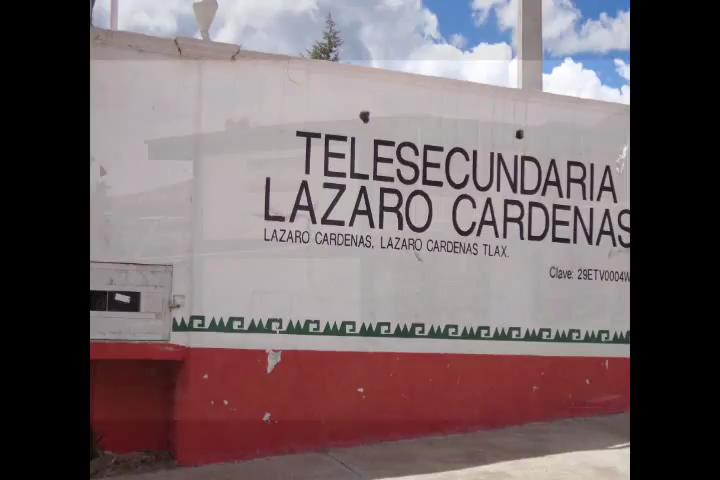 TELESECUNDARIA
LAZARO CARDENAS
LAZARO CARDENAS, LAZARO CARDENAS TLAX.
Clave: 29ETV0004W